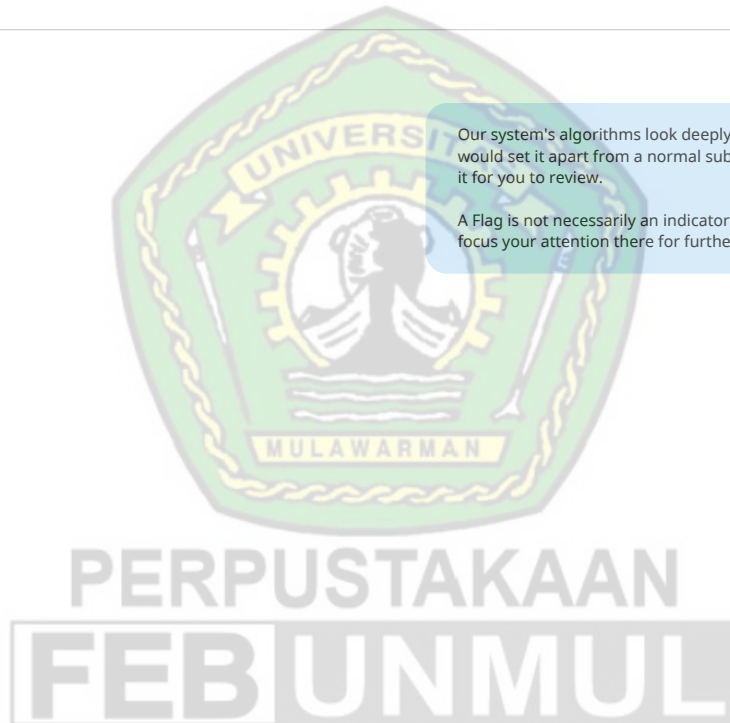 Our system's algorithms look deeply
would set it apart from a normal sub
it for you to review.
A Flag is not necessarily an indicator
focus your attention there for furthe
UNIVERSITAS
MULAWARMAN
PERPUSTAKAAN
FEB UNMUL